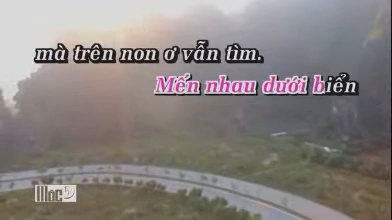 mà trên non ơ vẫn tìm.
Mến nhau dưới biển